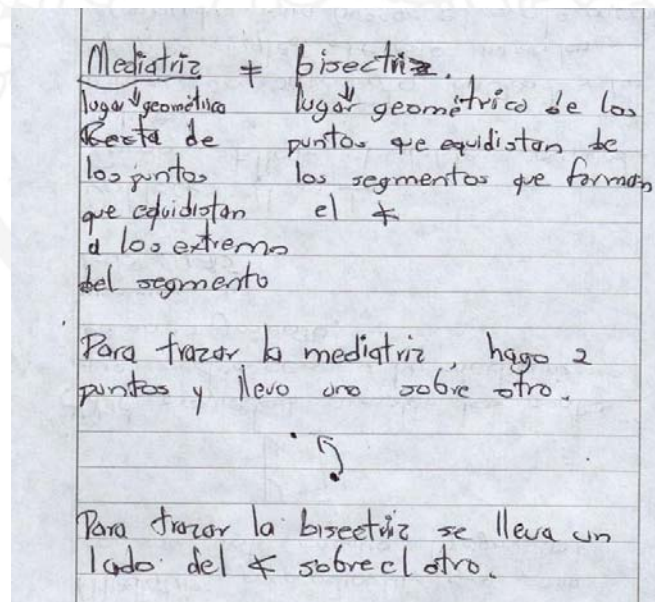 Mediatriz ≠ bisectriz.
lugar geométrico lugar geométrico de los
Recta de puntos que equidistan de
los puntos los segmentos que forman
que equidistan el ∢
a los extremo
del segmento
Para trazar la mediatriz, hago 2
puntos y llevo uno sobre otro.
Para trazar la bisectriz se lleva un
lado del ∢ sobre el otro.